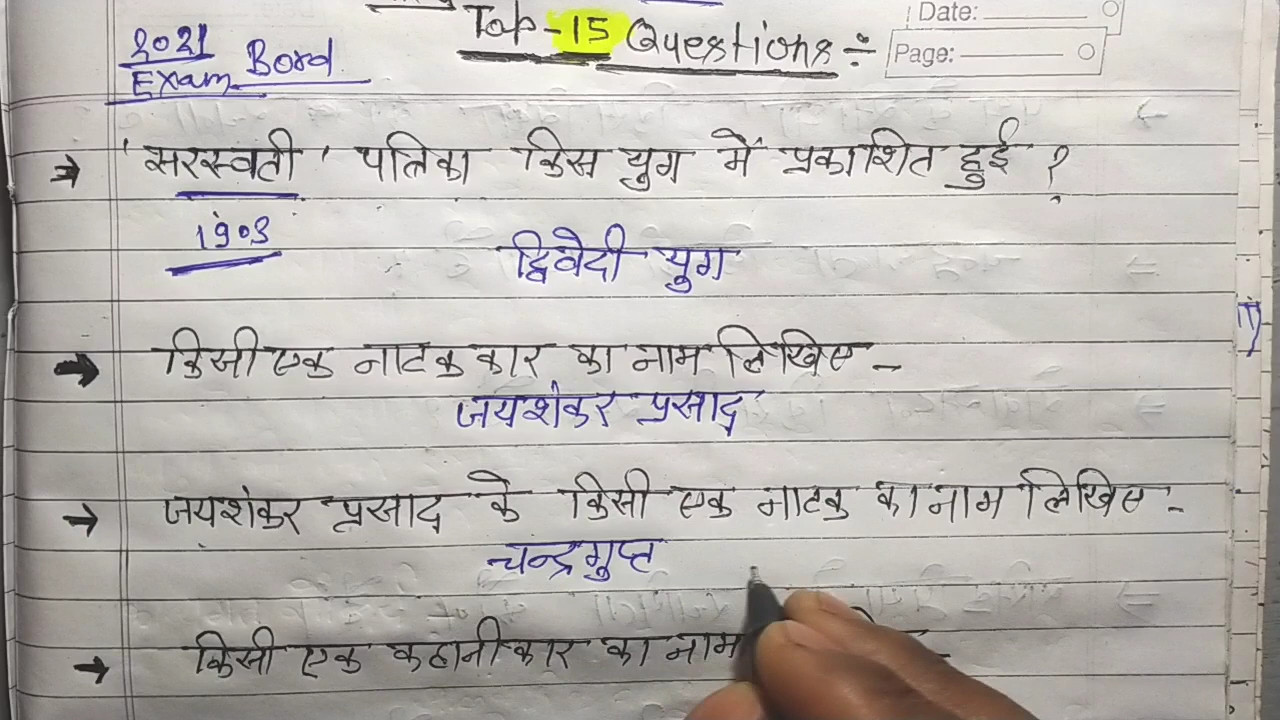 Top-15 Questions ÷
Date:
Page:
2021
Exam Bord
→ 'सरस्वती' पत्रिका किस युग में प्रकाशित हुई ?
1903
द्विवेदी युग
→ किसी एक नाटककार का नाम लिखिए -
जयशंकर प्रसाद
→ जयशंकर प्रसाद के किसी एक नाटक का नाम लिखिए -
चन्द्रगुप्त
→ किसी एक कहानीकार का नाम